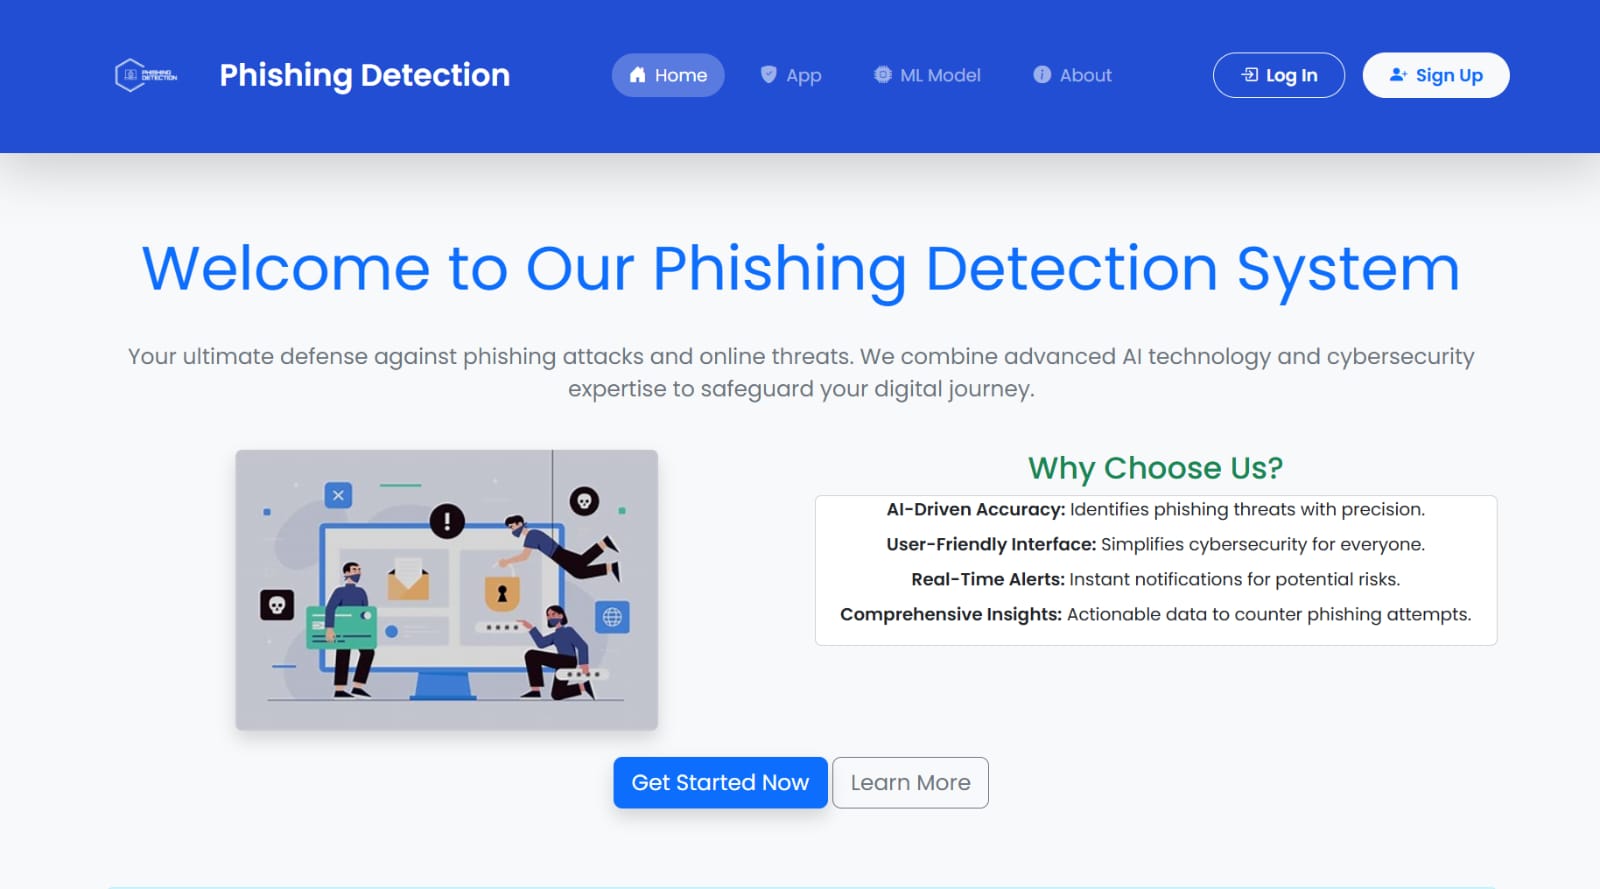 PHISHING
DETECTION
Phishing Detection
Home
App
ML Model
About
Log In
Sign Up
Welcome to Our Phishing Detection System
Your ultimate defense against phishing attacks and online threats. We combine advanced AI technology and cybersecurity
expertise to safeguard your digital journey.
Why Choose Us?
AI-Driven Accuracy: Identifies phishing threats with precision.
User-Friendly Interface: Simplifies cybersecurity for everyone.
Real-Time Alerts: Instant notifications for potential risks.
Comprehensive Insights: Actionable data to counter phishing attempts.
Get Started Now
Learn More